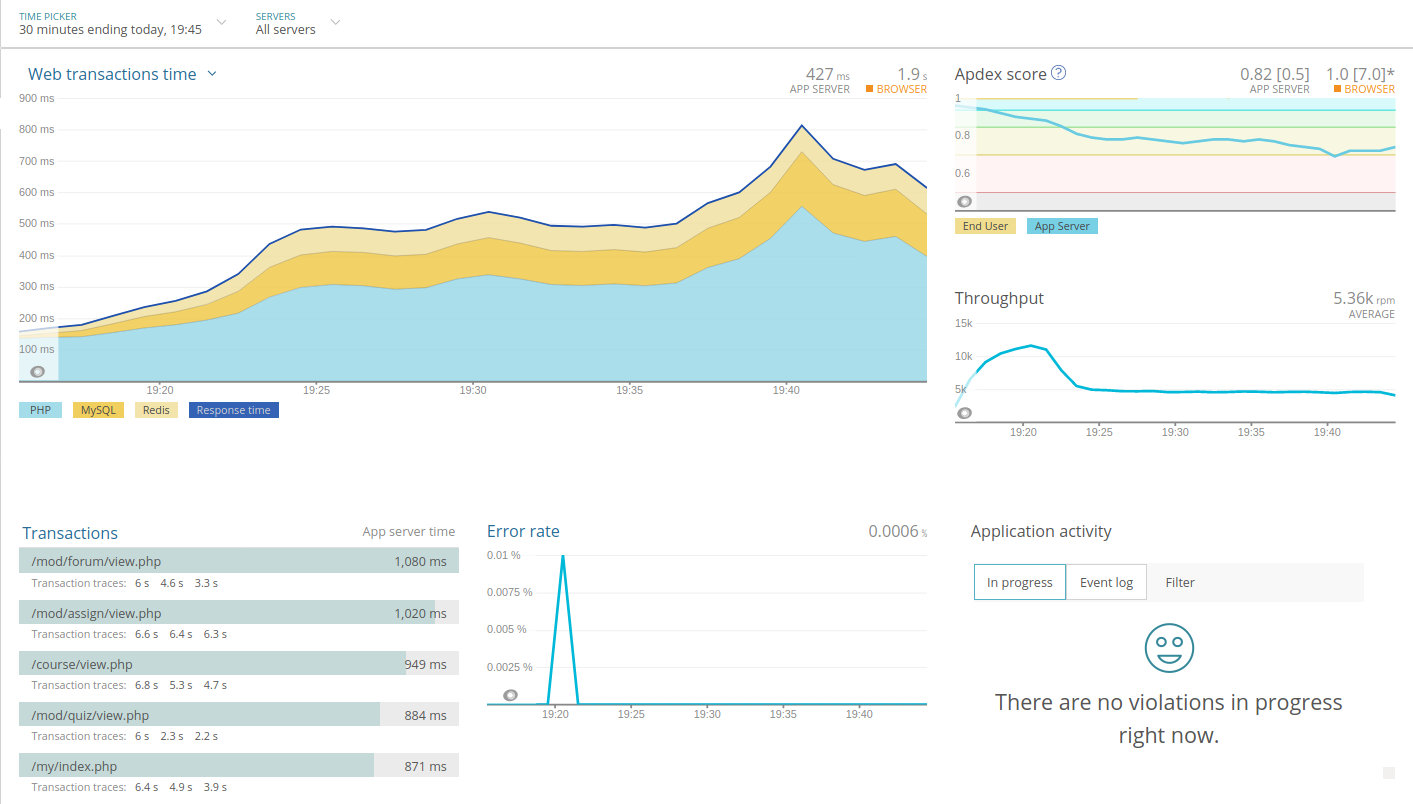 TIME PICKER
30 minutes ending today, 19:45
SERVERS
All servers
Web transactions time
427 ms
APP SERVER
1.9 s
BROWSER
900 ms
800 ms
700 ms
600 ms
500 ms
400 ms
300 ms
200 ms
100 ms
19:20 19:25 19:30 19:35 19:40
PHP MySQL Redis Response time
Apdex score ?
0.82 [0.5]
APP SERVER
1.0 [7.0]*
BROWSER
1
0.8
0.6
End User App Server
Throughput
5.36k rpm
AVERAGE
15k
10k
5k
19:20 19:25 19:30 19:35 19:40
Transactions App server time
/mod/forum/view.php 1,080 ms
Transaction traces: 6 s 4.6 s 3.3 s
/mod/assign/view.php 1,020 ms
Transaction traces: 6.6 s 6.4 s 6.3 s
/course/view.php 949 ms
Transaction traces: 6.8 s 5.3 s 4.7 s
/mod/quiz/view.php 884 ms
Transaction traces: 6 s 2.3 s 2.2 s
/my/index.php 871 ms
Transaction traces: 6.4 s 4.9 s 3.9 s
Error rate 0.0006 %
0.01 %
0.0075 %
0.005 %
0.0025 %
19:20 19:25 19:30 19:35 19:40
Application activity
In progress Event log Filter
There are no violations in progress
right now.